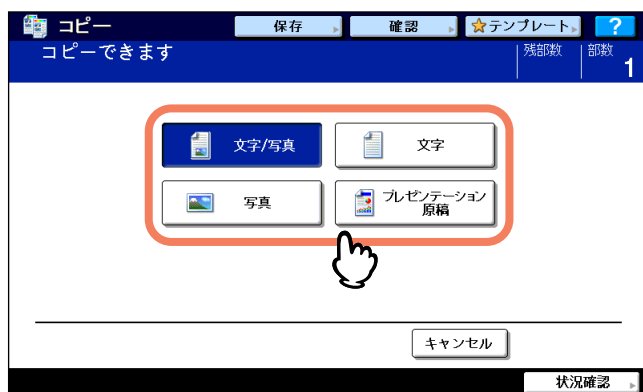 コピー
保存
確認
テンプレート
?
コピーできます
残部数
部数
1
文字/写真
文字
写真
プレゼンテーション
原稿
キャンセル
状況確認